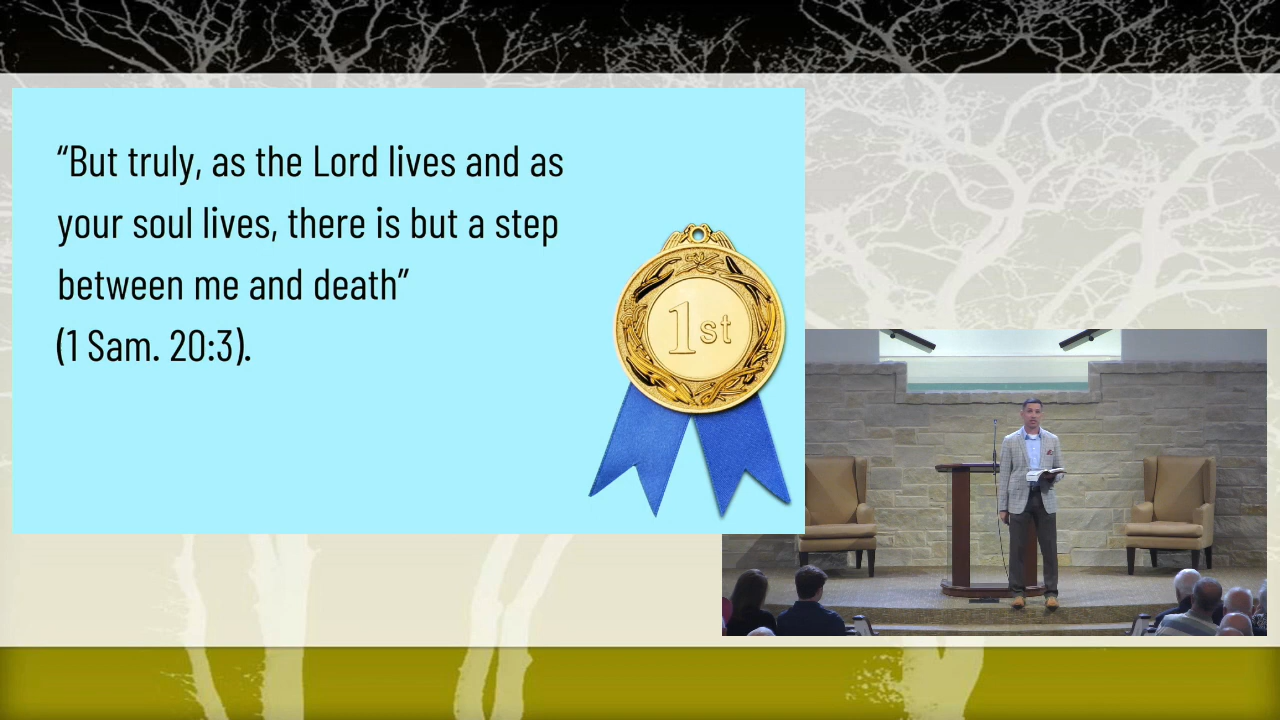 “But truly, as the Lord lives and as
your soul lives, there is but a step
between me and death”
(1 Sam. 20:3).
1st